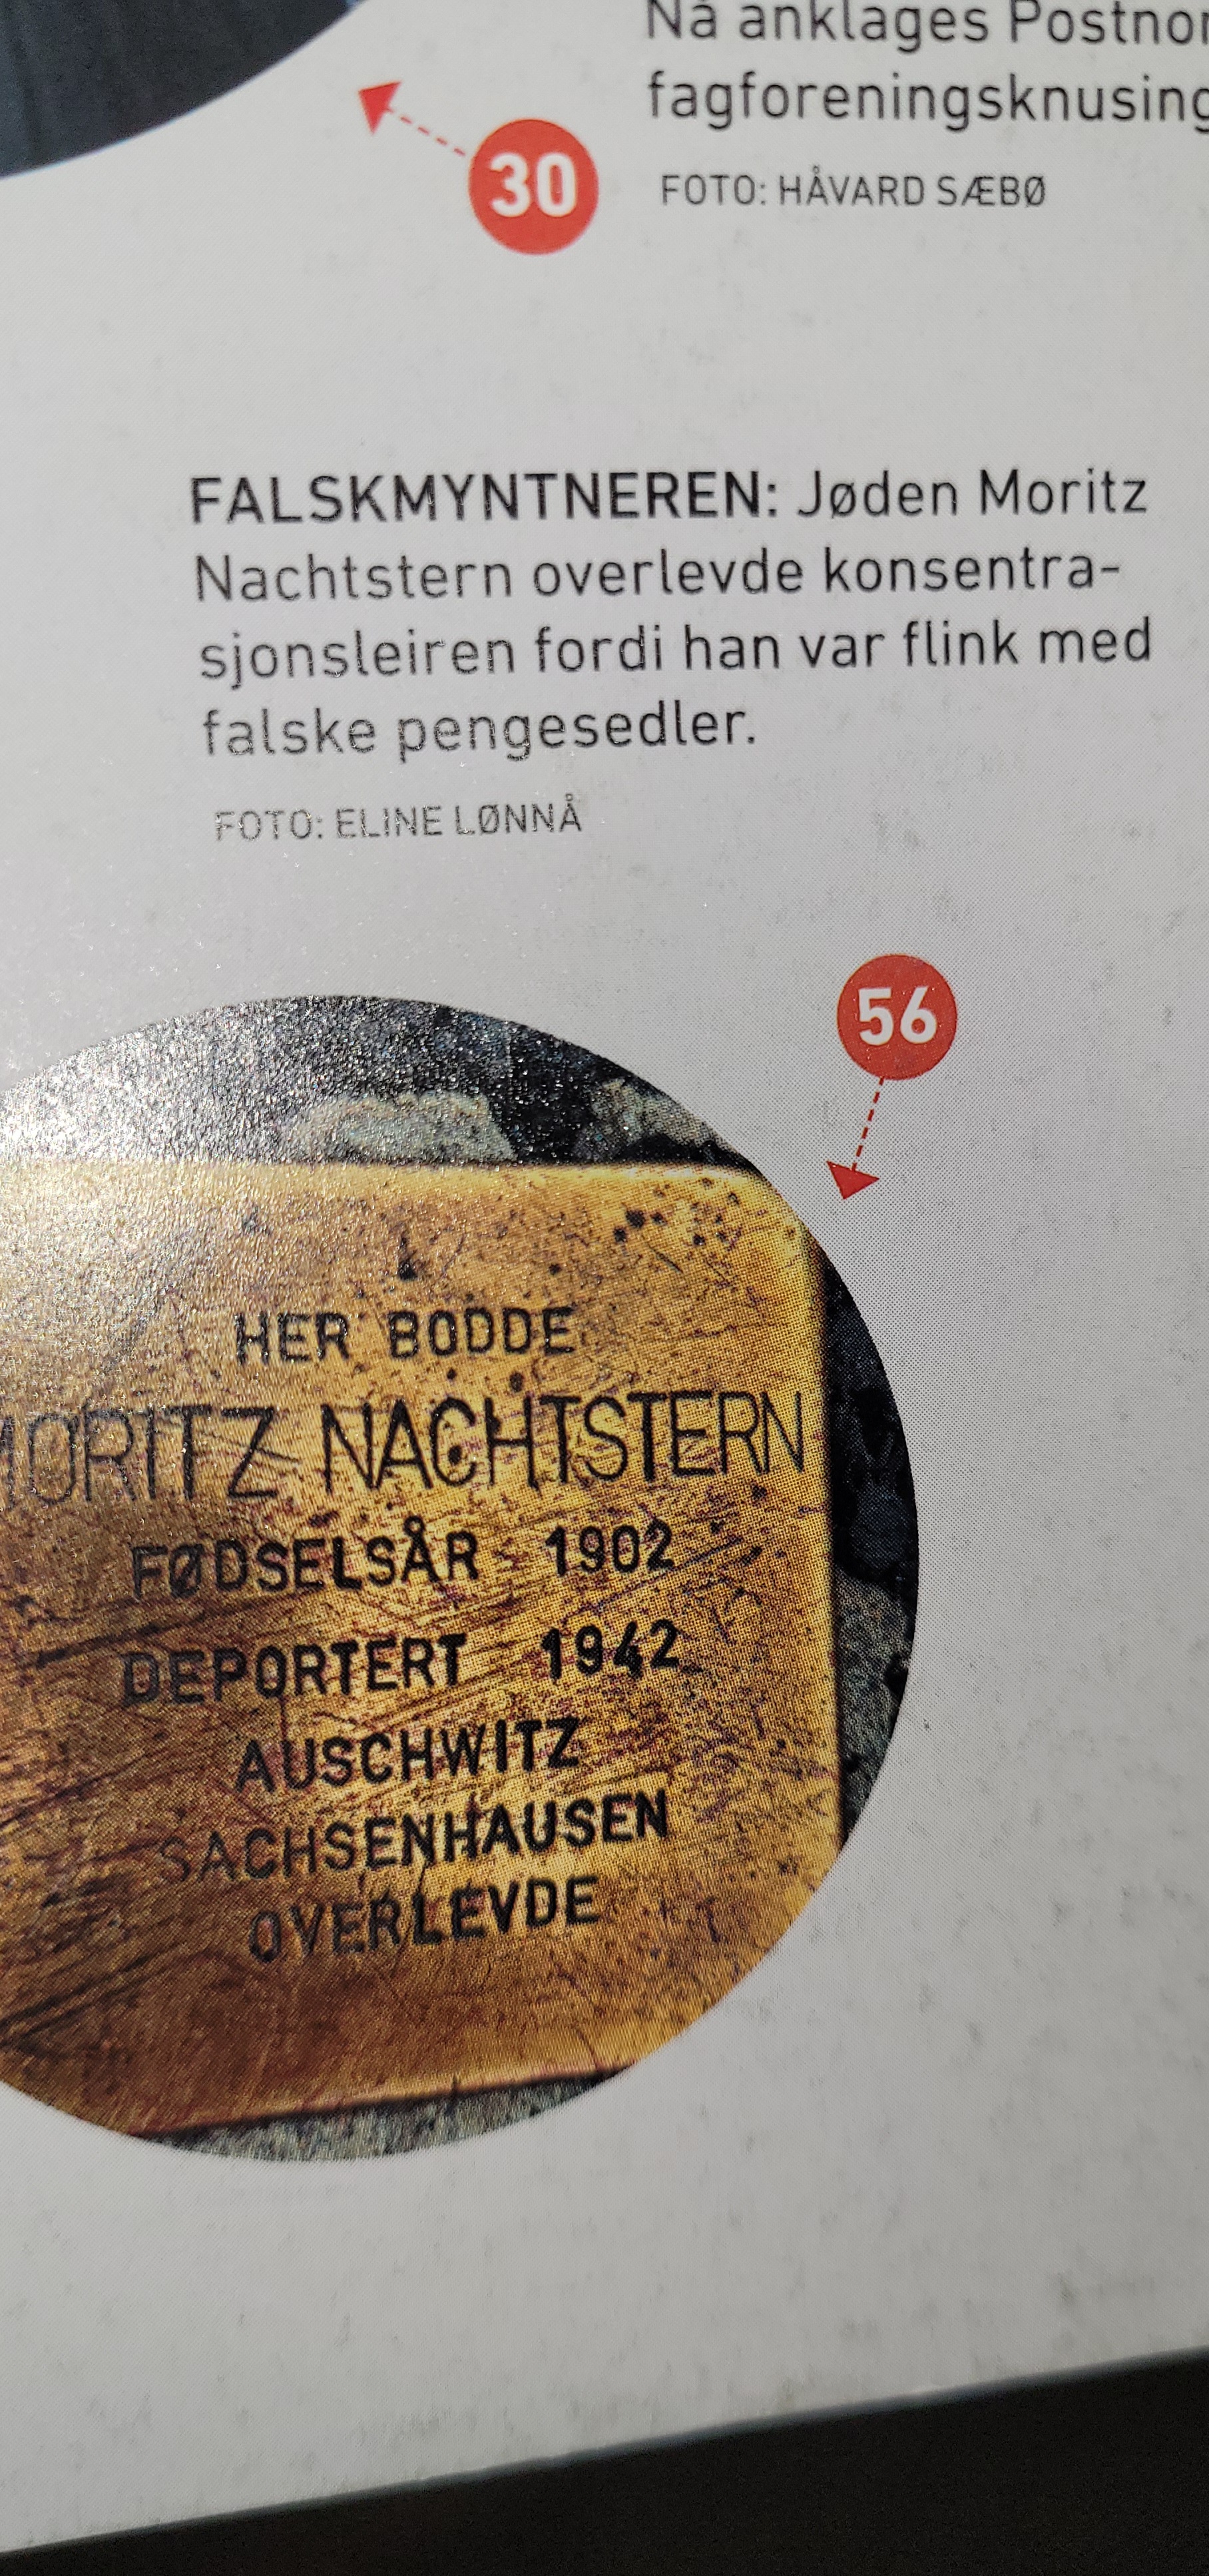 Nå anklages Postnor
fagforeningsknusing
30
FOTO: HÅVARD SÆBØ
FALSKMYNTNEREN: Jøden Moritz
Nachtstern overlevde konsentra-
sjonsleiren fordi han var flink med
falske pengesedler.
FOTO: ELINE LØNNÅ
56
HER BODDE
MORITZ NACHTSTERN
FØDSELSÅR 1902
DEPORTERT 1942
AUSCHWITZ
SACHSENHAUSEN
OVERLEVDE